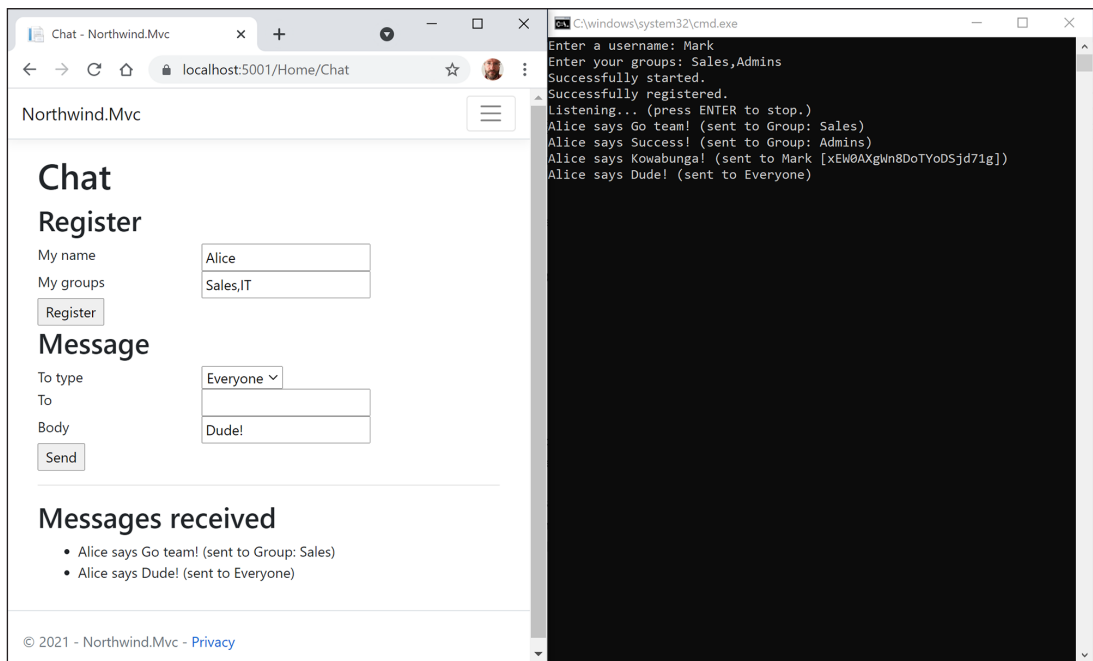 Chat - Northwind.Mvc
localhost:5001/Home/Chat
Northwind.Mvc
Chat
Register
My name
Alice
My groups
Sales,IT
Register
Message
To type
Everyone
To
Body
Dude!
Send
Messages received
Alice says Go team! (sent to Group: Sales)
Alice says Dude! (sent to Everyone)
© 2021 - Northwind.Mvc - Privacy
C:\windows\system32\cmd.exe
Enter a username: Mark
Enter your groups: Sales,Admins
Successfully started.
Successfully registered.
Listening... (press ENTER to stop.)
Alice says Go team! (sent to Group: Sales)
Alice says Success! (sent to Group: Admins)
Alice says Kowabunga! (sent to Mark [xEW0AXgWn8DoTYoDSjd71g])
Alice says Dude! (sent to Everyone)